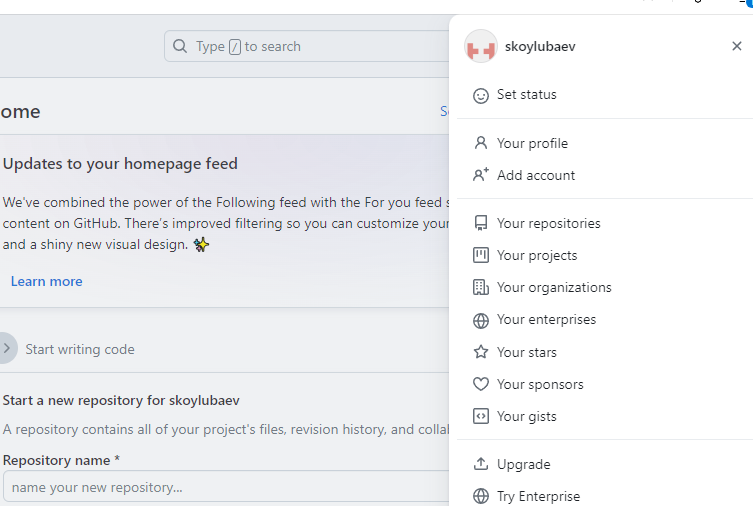 Type / to search
skoylubaev
Set status
Your profile
Add account
Your repositories
Your projects
Your organizations
Your enterprises
Your stars
Your sponsors
Your gists
Upgrade
Try Enterprise
ome
Updates to your homepage feed
We've combined the power of the Following feed with the For you feed s
content on GitHub. There's improved filtering so you can customize your
and a shiny new visual design. ✨
Learn more
Start writing code
Start a new repository for skoylubaev
A repository contains all of your project's files, revision history, and colla
Repository name *
name your new repository...